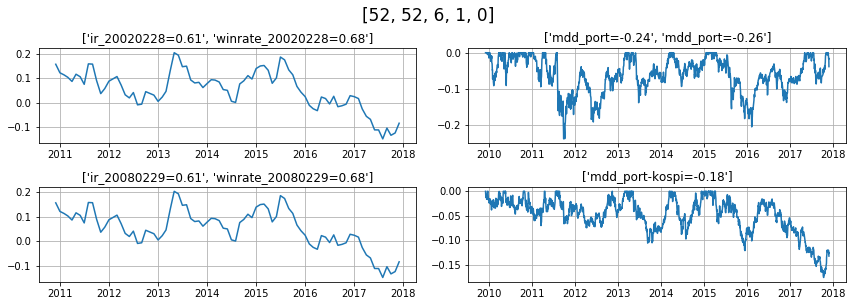 [52, 52, 6, 1, 0]
['ir_20020228=0.61', 'winrate_20020228=0.68']
0.2
0.1
0.0
−0.1
2011 2012 2013 2014 2015 2016 2017 2018
['mdd_port=-0.24', 'mdd_port=-0.26']
0.0
−0.1
−0.2
2010 2011 2012 2013 2014 2015 2016 2017 2018
['ir_20080229=0.61', 'winrate_20080229=0.68']
0.2
0.1
0.0
−0.1
2011 2012 2013 2014 2015 2016 2017 2018
['mdd_port-kospi=-0.18']
0.00
−0.05
−0.10
−0.15
2010 2011 2012 2013 2014 2015 2016 2017 2018